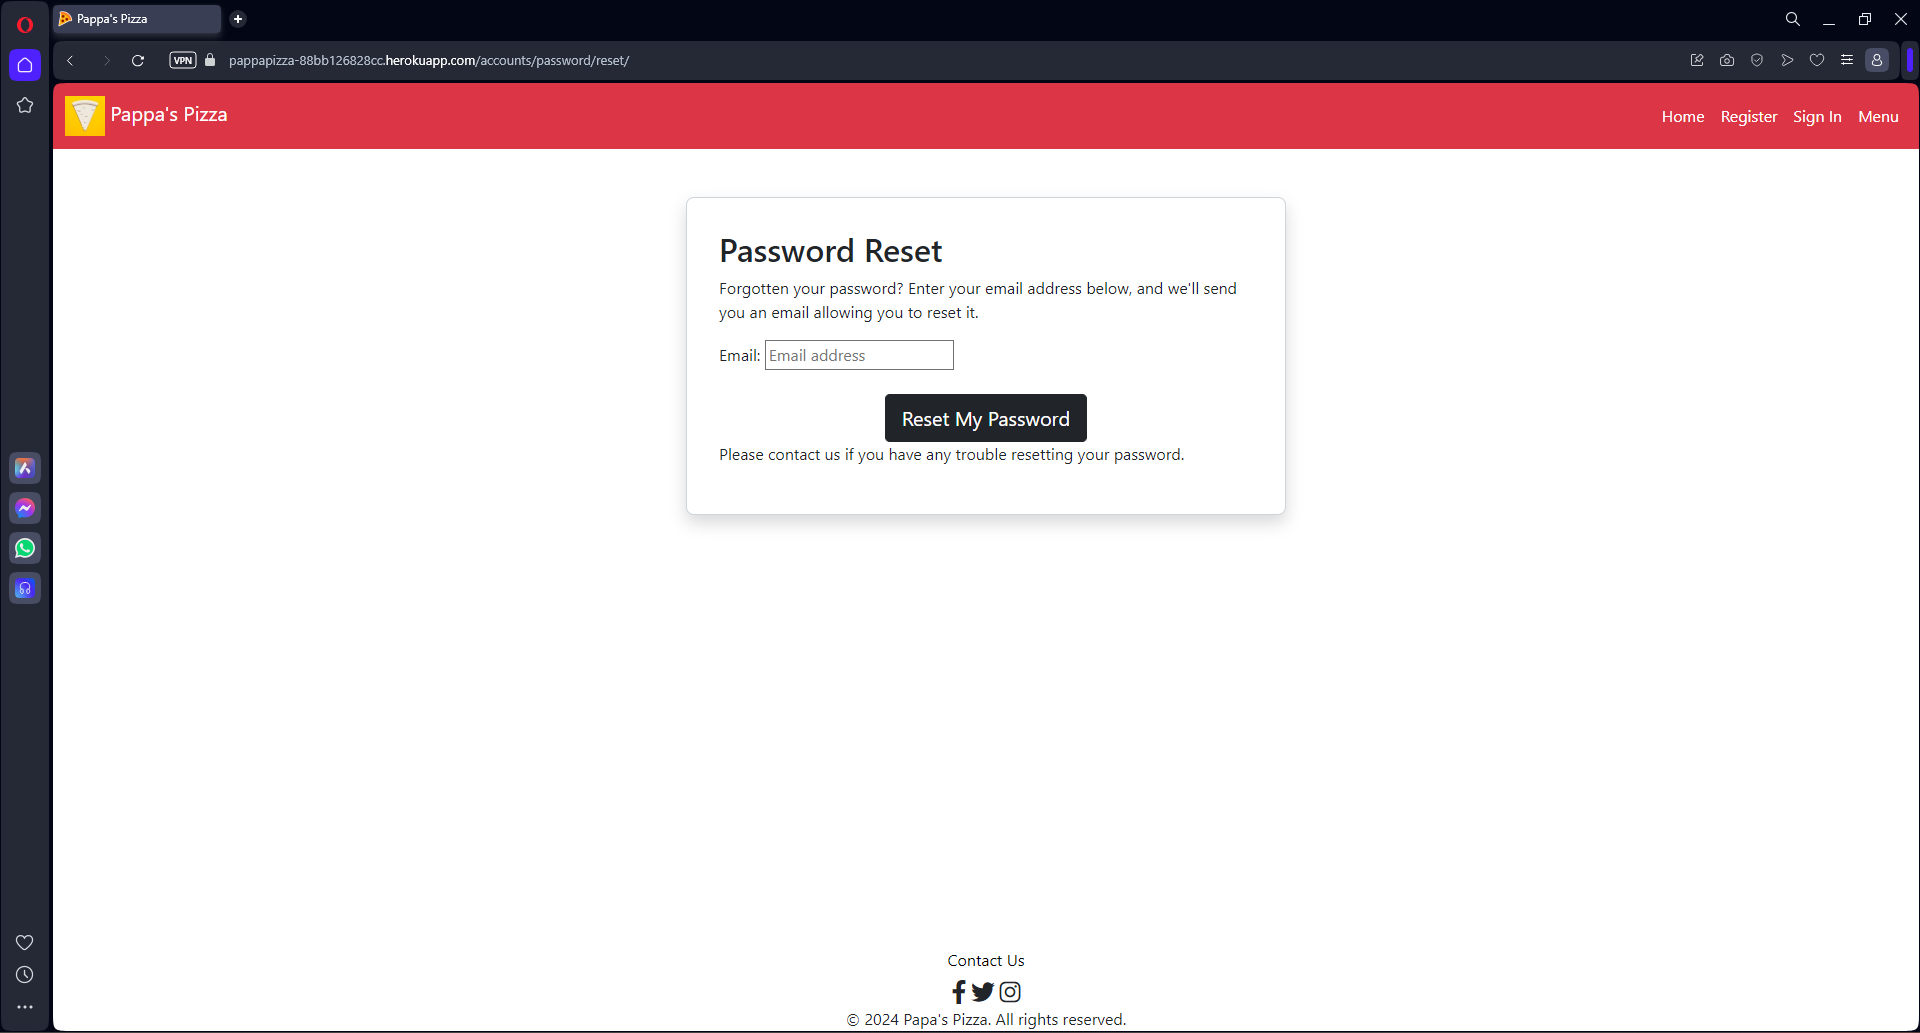 Pappa's Pizza
VPN
pappapizza-88bb126828cc.herokuapp.com/accounts/password/reset/
Pappa's Pizza
Home Register Sign In Menu
Password Reset
Forgotten your password? Enter your email address below, and we'll send
you an email allowing you to reset it.
Email: Email address
Reset My Password
Please contact us if you have any trouble resetting your password.
Contact Us
© 2024 Papa's Pizza. All rights reserved.